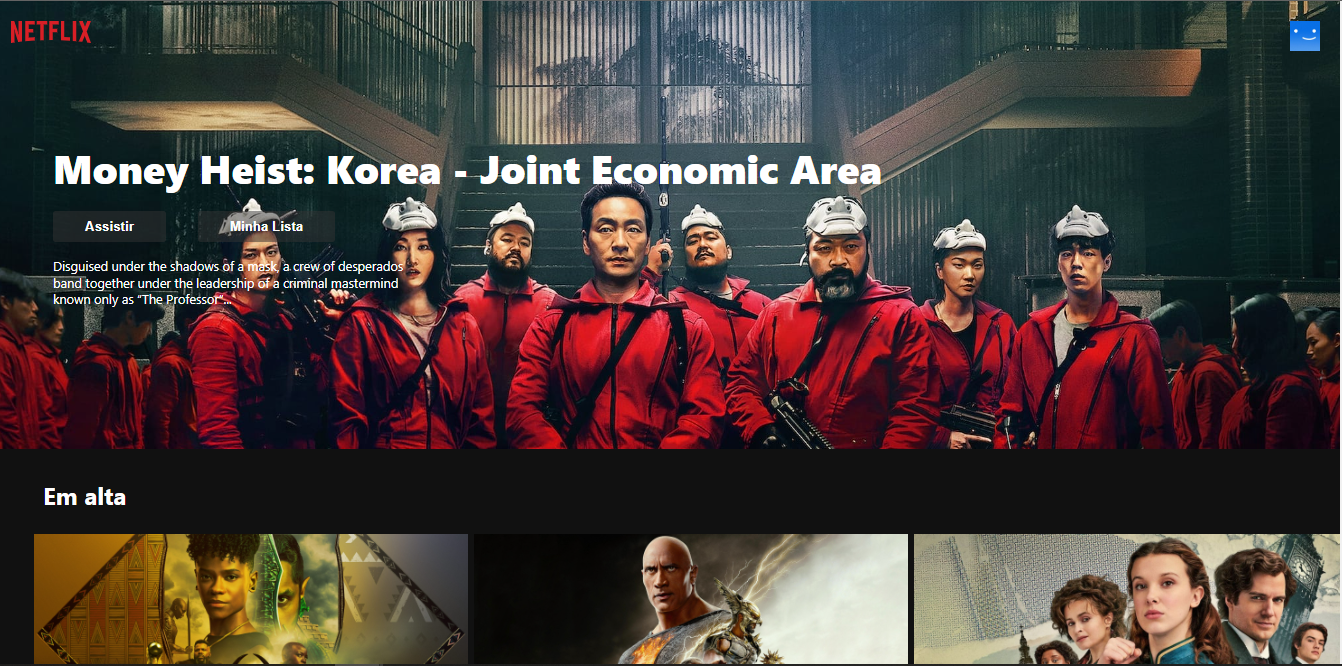 NETFLIX
Money Heist: Korea - Joint Economic Area
Assistir
Minha Lista
Disguised under the shadows of a mask, a crew of desperados
band together under the leadership of a criminal mastermind
known only as “The Professor“...
Em alta